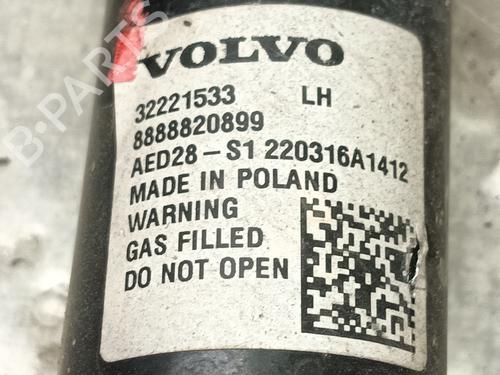 VOLVO
32221533 LH
8888820899
AED28-S1 220316A1412
MADE IN POLAND
WARNING
GAS FILLED
DO NOT OPEN
B-PARTS